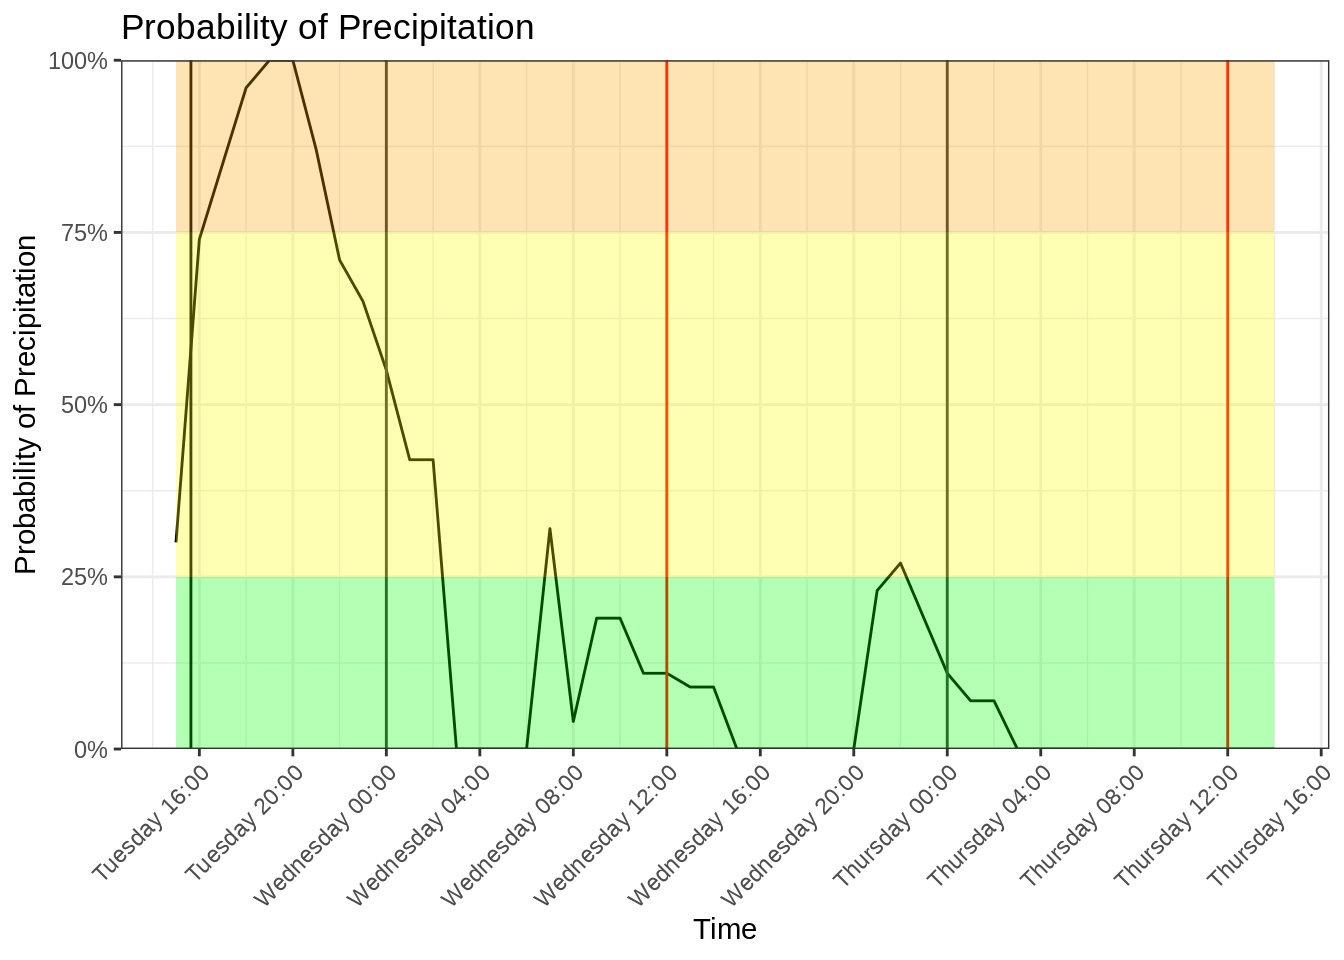 Probability of Precipitation
Probability of Precipitation
100%
75%
50%
25%
0%
Tuesday 16:00
Tuesday 20:00
Wednesday 00:00
Wednesday 04:00
Wednesday 08:00
Wednesday 12:00
Wednesday 16:00
Wednesday 20:00
Thursday 00:00
Thursday 04:00
Thursday 08:00
Thursday 12:00
Thursday 16:00
Time